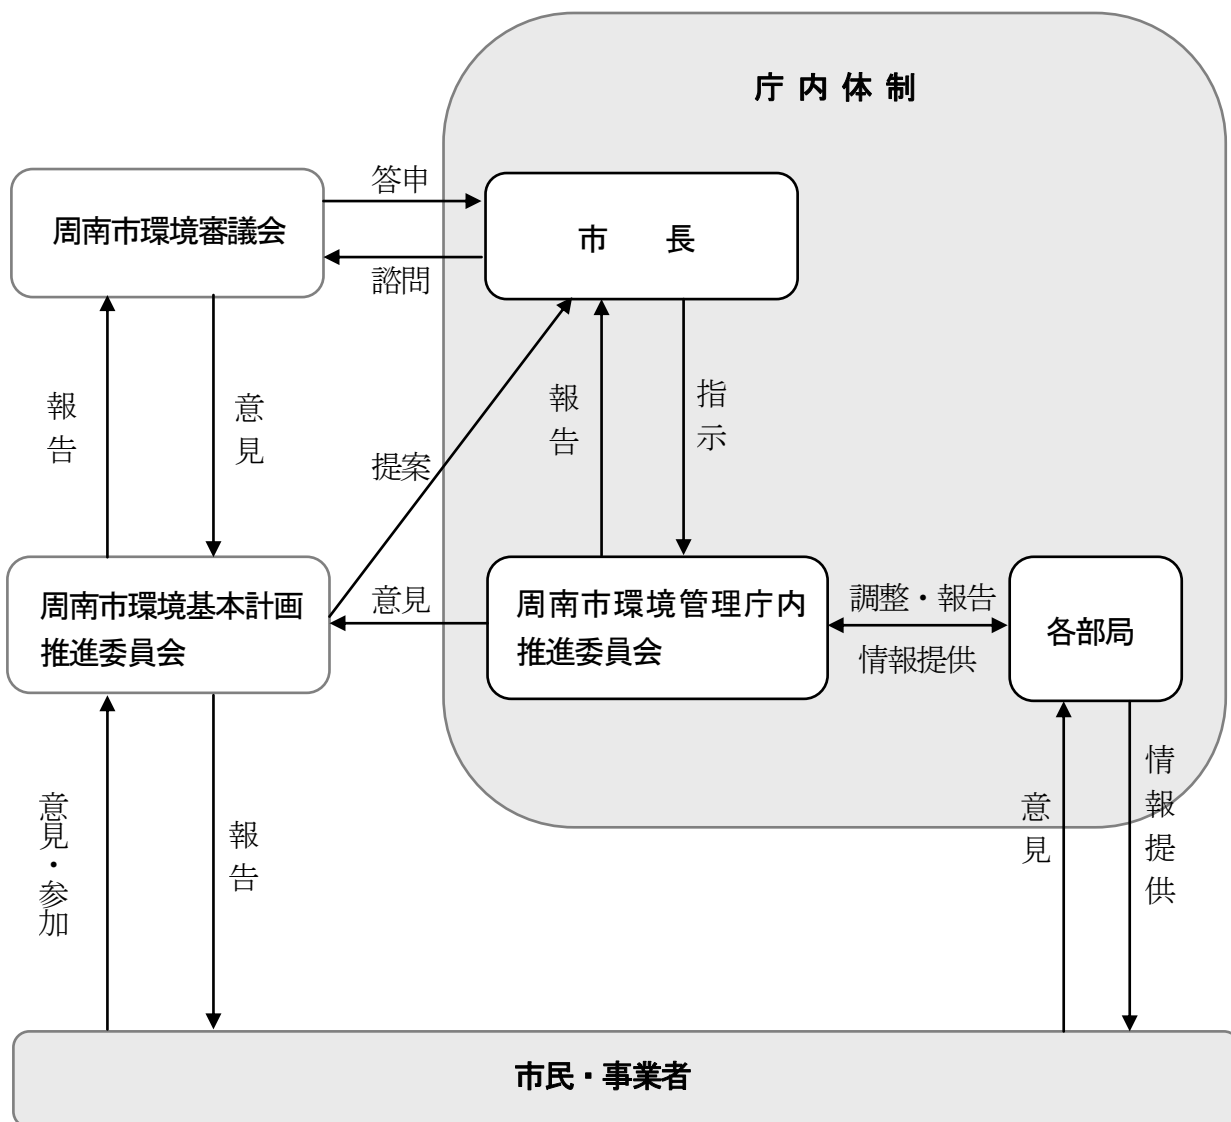 庁内体制
答申
周南市環境審議会
市　長
諮問
報告
意見
報告
指示
提案
周南市環境基本計画
推進委員会
意見
周南市環境管理庁内
推進委員会
調整・報告
情報提供
各部局
意見・参加
報告
意見
情報提供
市民・事業者